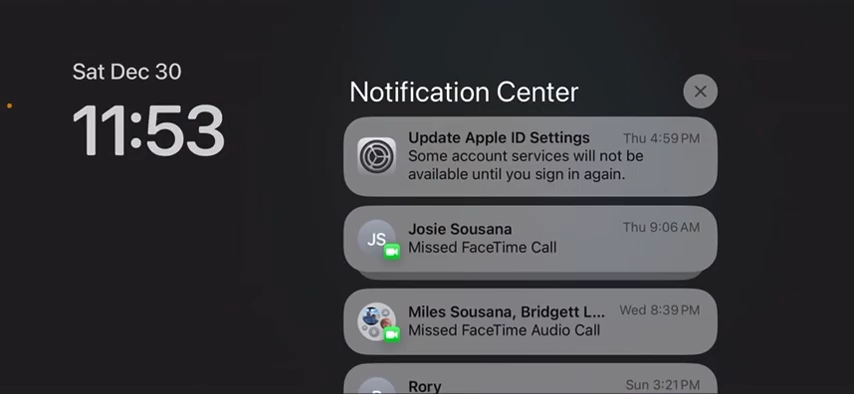 Sat Dec 30
11:53
Notification Center
Update Apple ID Settings Thu 4:59 PM
Some account services will not be
available until you sign in again.
JS
Josie Sousana Thu 9:06 AM
Missed FaceTime Call
Miles Sousana, Bridgett L... Wed 8:39 PM
Missed FaceTime Audio Call
Rory Sun 3:21 PM